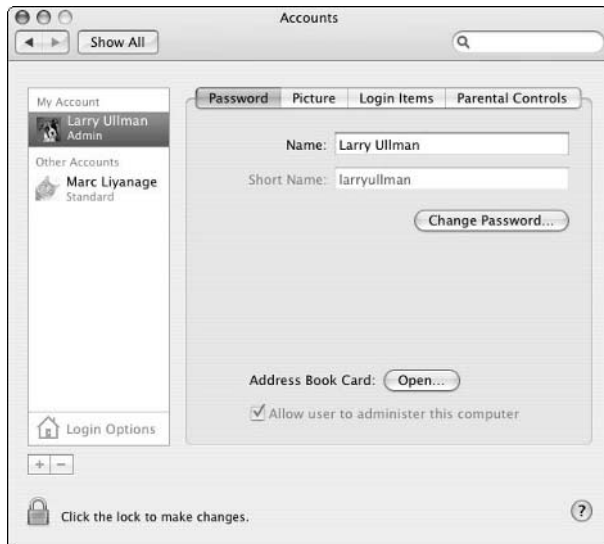 Accounts
Show All
My Account
Larry Ullman
Admin
Other Accounts
Marc Liyanage
Standard
Login Options
+ −
Password Picture Login Items Parental Controls
Name: Larry Ullman
Short Name: larryullman
Change Password...
Address Book Card: Open...
Allow user to administer this computer
Click the lock to make changes.
?